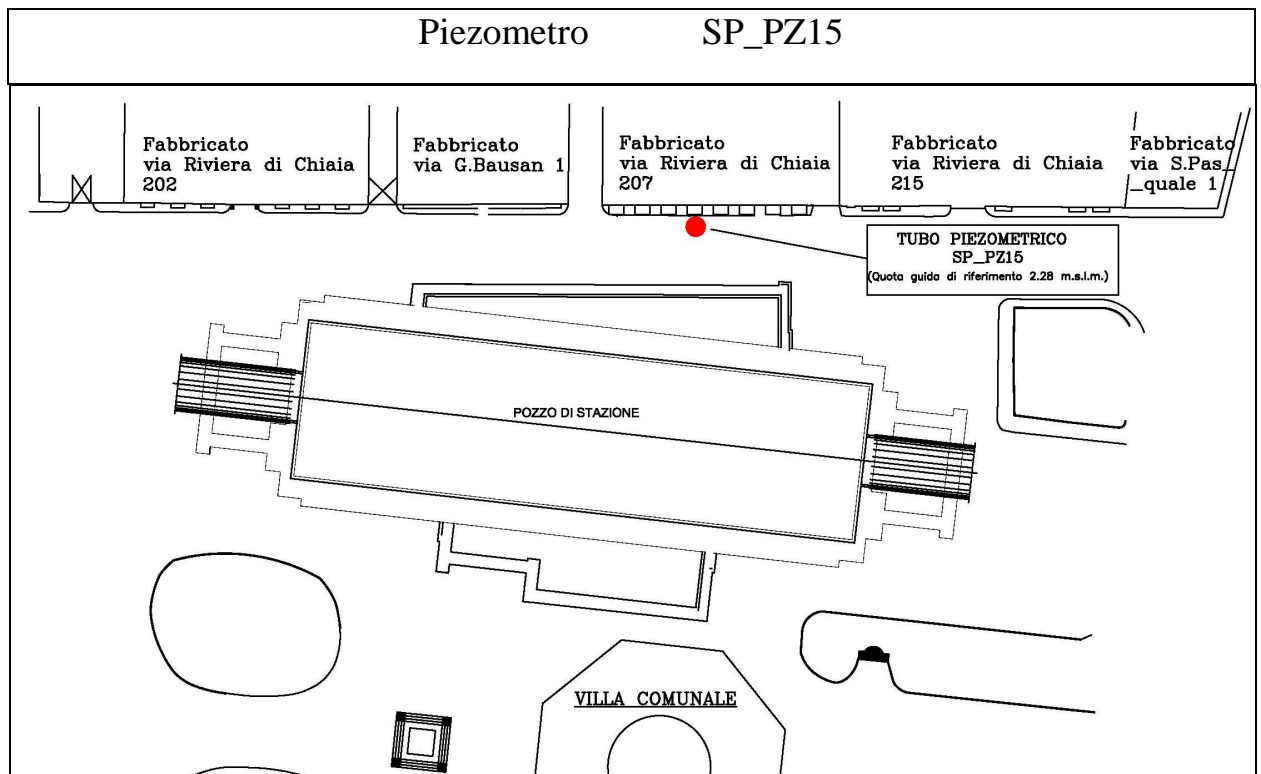 Piezometro SP_PZ15
Fabbricato
via Riviera di Chiaia
202
Fabbricato
via G.Bausan 1
Fabbricato
via Riviera di Chiaia
207
Fabbricato
via Riviera di Chiaia
215
Fabbricato
via S.Pas_
_quale 1
TUBO PIEZOMETRICO
SP_PZ15
(Quota guida di riferimento 2.28 m.s.l.m.)
POZZO DI STAZIONE
VILLA COMUNALE